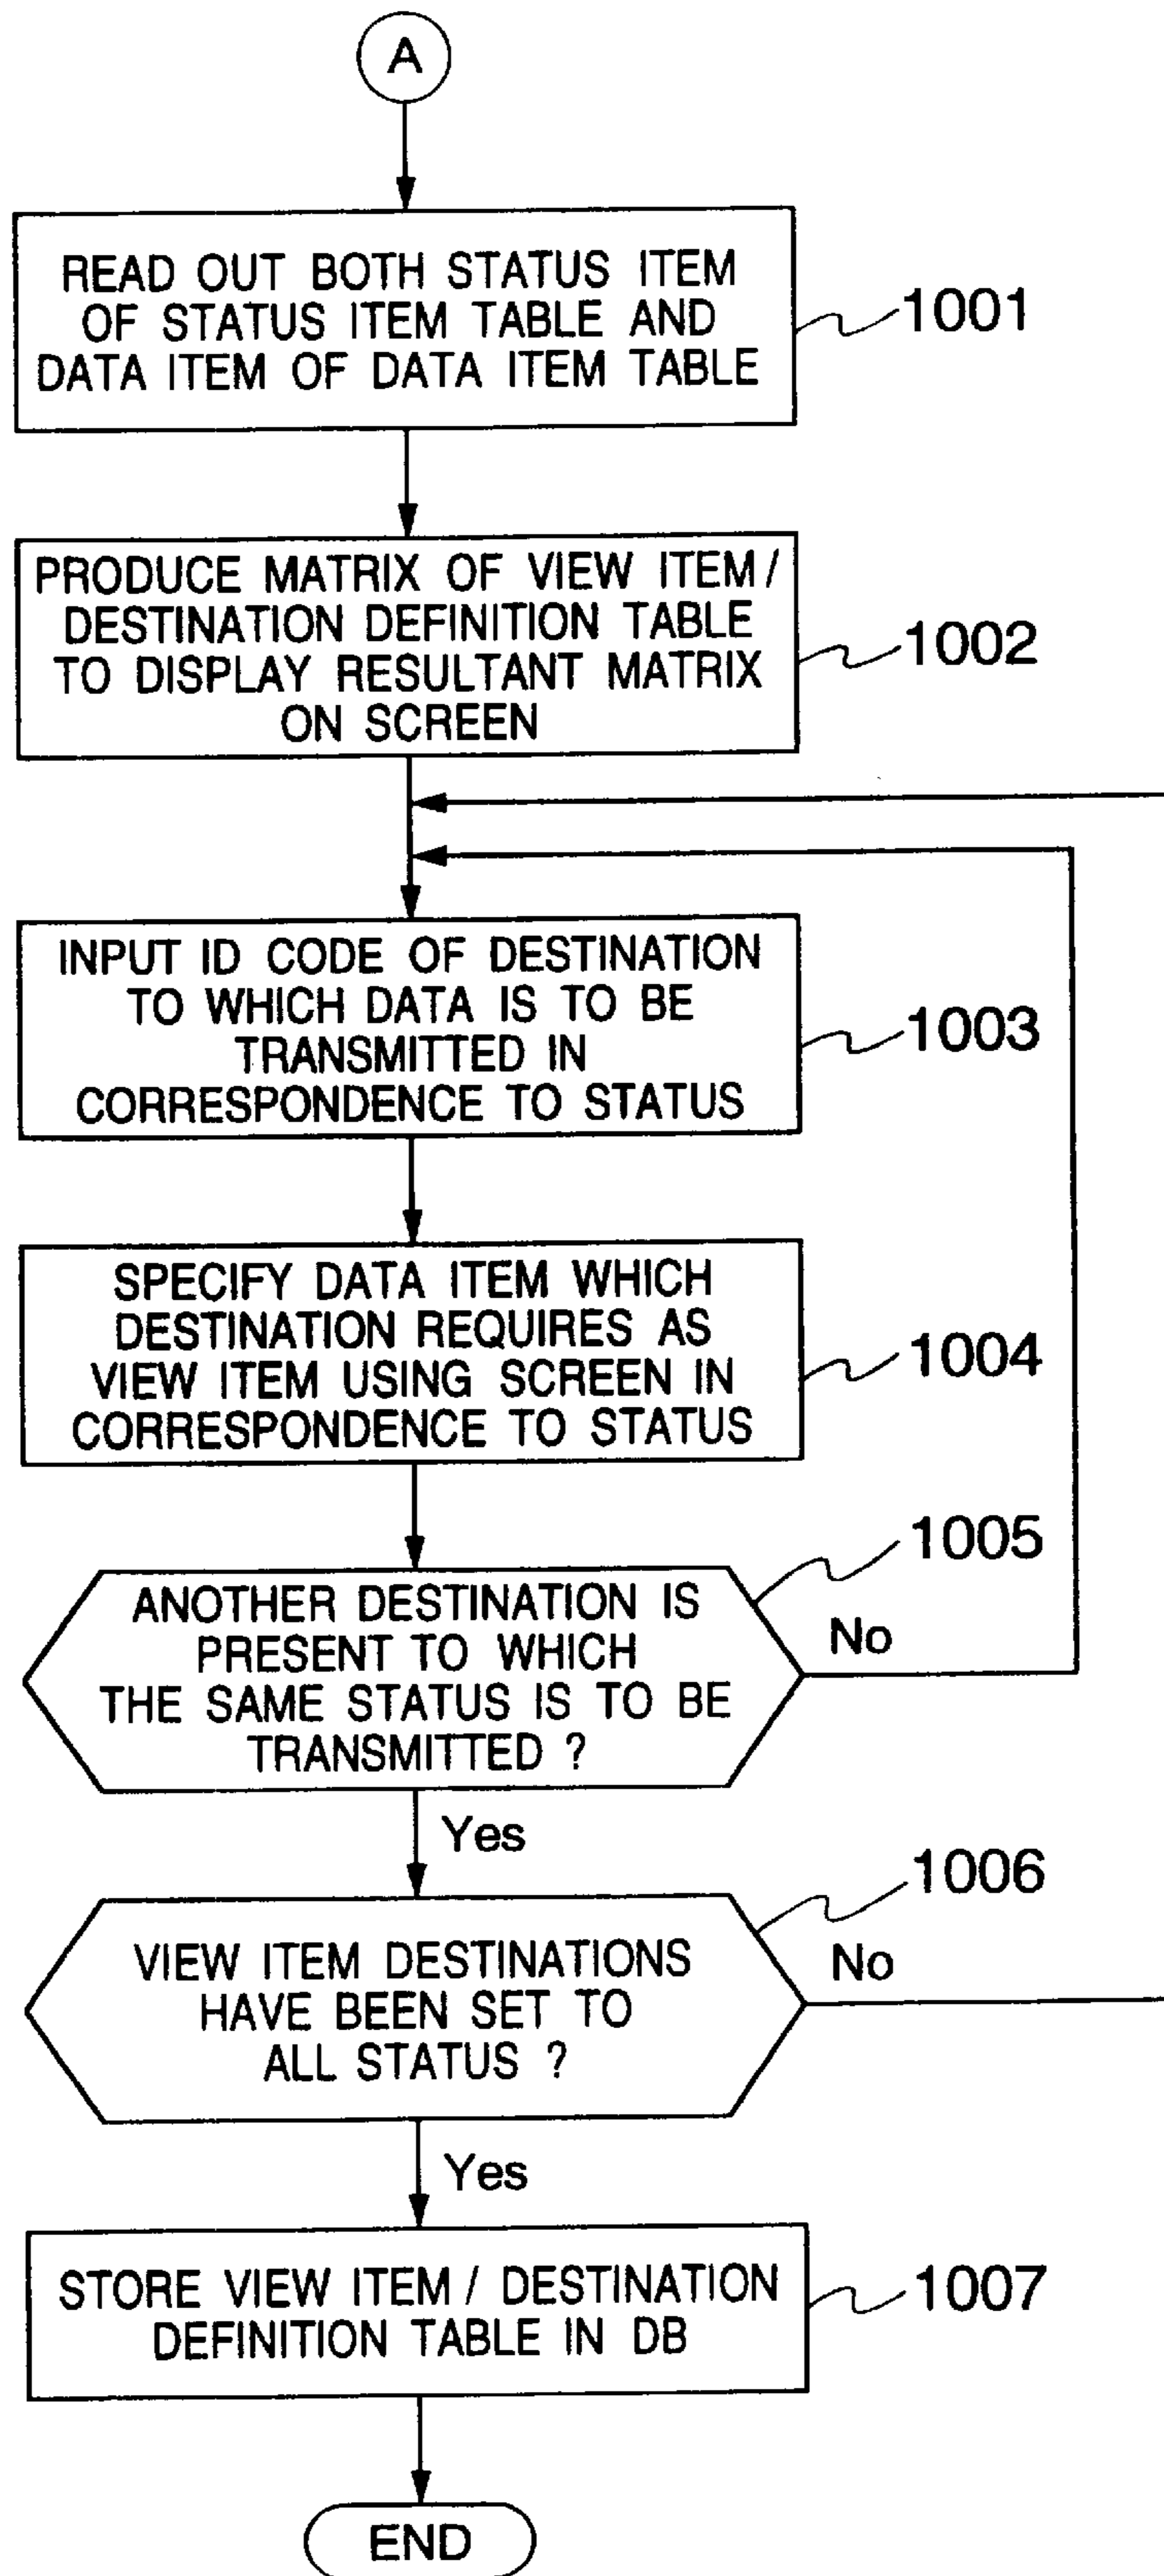 A
READ OUT BOTH STATUS ITEM
OF STATUS ITEM TABLE AND
DATA ITEM OF DATA ITEM TABLE
1001
PRODUCE MATRIX OF VIEW ITEM /
DESTINATION DEFINITION TABLE
TO DISPLAY RESULTANT MATRIX
ON SCREEN
1002
INPUT ID CODE OF DESTINATION
TO WHICH DATA IS TO BE
TRANSMITTED IN
CORRESPONDENCE TO STATUS
1003
SPECIFY DATA ITEM WHICH
DESTINATION REQUIRES AS
VIEW ITEM USING SCREEN IN
CORRESPONDENCE TO STATUS
1004
1005
ANOTHER DESTINATION IS
PRESENT TO WHICH
THE SAME STATUS IS TO BE
TRANSMITTED ?
No
Yes
1006
VIEW ITEM DESTINATIONS
HAVE BEEN SET TO
ALL STATUS ?
No
Yes
STORE VIEW ITEM / DESTINATION
DEFINITION TABLE IN DB
1007
END